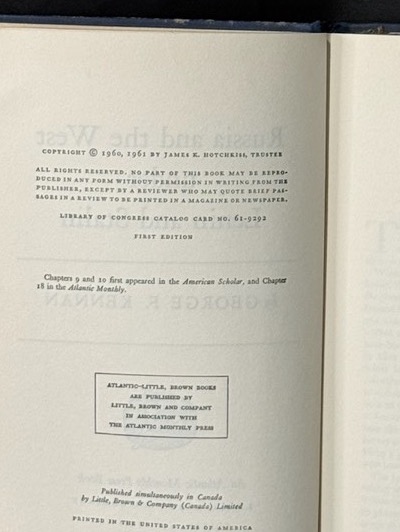 COPYRIGHT © 1960, 1961 BY JAMES K. HOTCHKISS, TRUSTEE
ALL RIGHTS RESERVED. NO PART OF THIS BOOK MAY BE REPRO-
DUCED IN ANY FORM WITHOUT PERMISSION IN WRITING FROM THE
PUBLISHER, EXCEPT BY A REVIEWER WHO MAY QUOTE BRIEF PAS-
SAGES IN A REVIEW TO BE PRINTED IN A MAGAZINE OR NEWSPAPER.
LIBRARY OF CONGRESS CATALOG CARD NO. 61-9292
FIRST EDITION
Chapters 9 and 10 first appeared in the American Scholar, and Chapter
18 in the Atlantic Monthly.
ATLANTIC-LITTLE, BROWN BOOKS
ARE PUBLISHED BY
LITTLE, BROWN AND COMPANY
IN ASSOCIATION WITH
THE ATLANTIC MONTHLY PRESS
Published simultaneously in Canada
by Little, Brown & Company (Canada) Limited
PRINTED IN THE UNITED STATES OF AMERICA